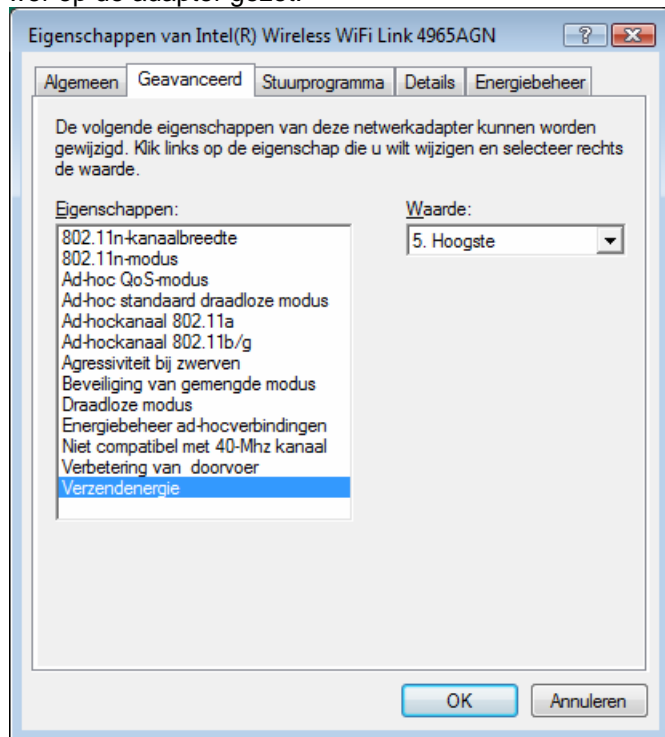 op de adapter gezet.
Eigenschappen van Intel(R) Wireless WiFi Link 4965AGN
Algemeen Geavanceerd Stuurprogramma Details Energiebeheer
De volgende eigenschappen van deze netwerkadapter kunnen worden
gewijzigd. Klik links op de eigenschap die u wilt wijzigen en selecteer rechts
de waarde.
Eigenschappen: Waarde:
5. Hoogste
802.11n-kanaalbreedte
802.11n-modus
Ad-hoc QoS-modus
Ad-hoc standaard draadloze modus
Ad-hockanaal 802.11a
Ad-hockanaal 802.11b/g
Agressiviteit bij zwerven
Beveiliging van gemengde modus
Draadloze modus
Energiebeheer ad-hocverbindingen
Niet compatibel met 40-Mhz kanaal
Verbetering van doorvoer
Verzendenergie
OK Annuleren